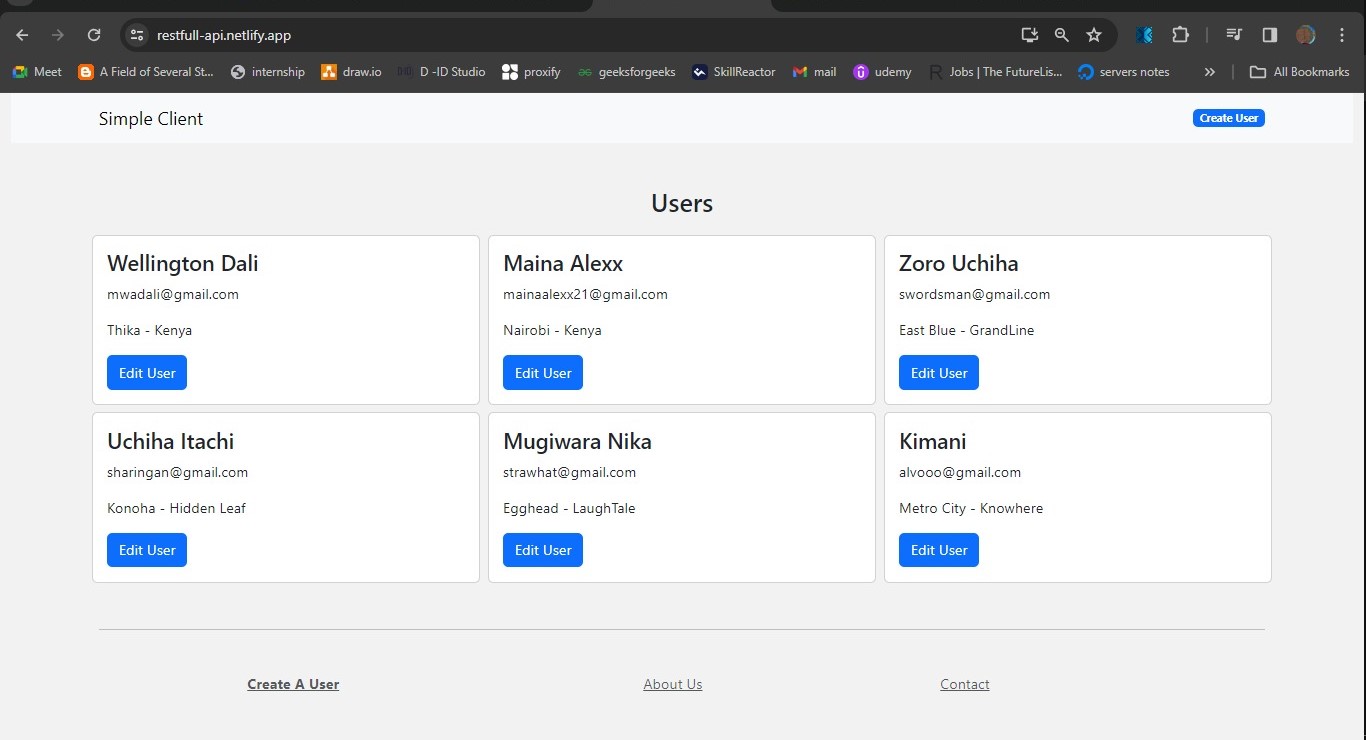 restfull-api.netlify.app
Meet A Field of Several St... internship draw.io D -ID Studio proxify geeksforgeeks SkillReactor mail udemy Jobs | The FutureLis... servers notes » All Bookmarks
Simple Client Create User
Users
Wellington Dali
mwadali@gmail.com
Thika - Kenya
Edit User
Maina Alexx
mainaalexx21@gmail.com
Nairobi - Kenya
Edit User
Zoro Uchiha
swordsman@gmail.com
East Blue - GrandLine
Edit User
Uchiha Itachi
sharingan@gmail.com
Konoha - Hidden Leaf
Edit User
Mugiwara Nika
strawhat@gmail.com
Egghead - LaughTale
Edit User
Kimani
alvooo@gmail.com
Metro City - Knowhere
Edit User
Create A User About Us Contact